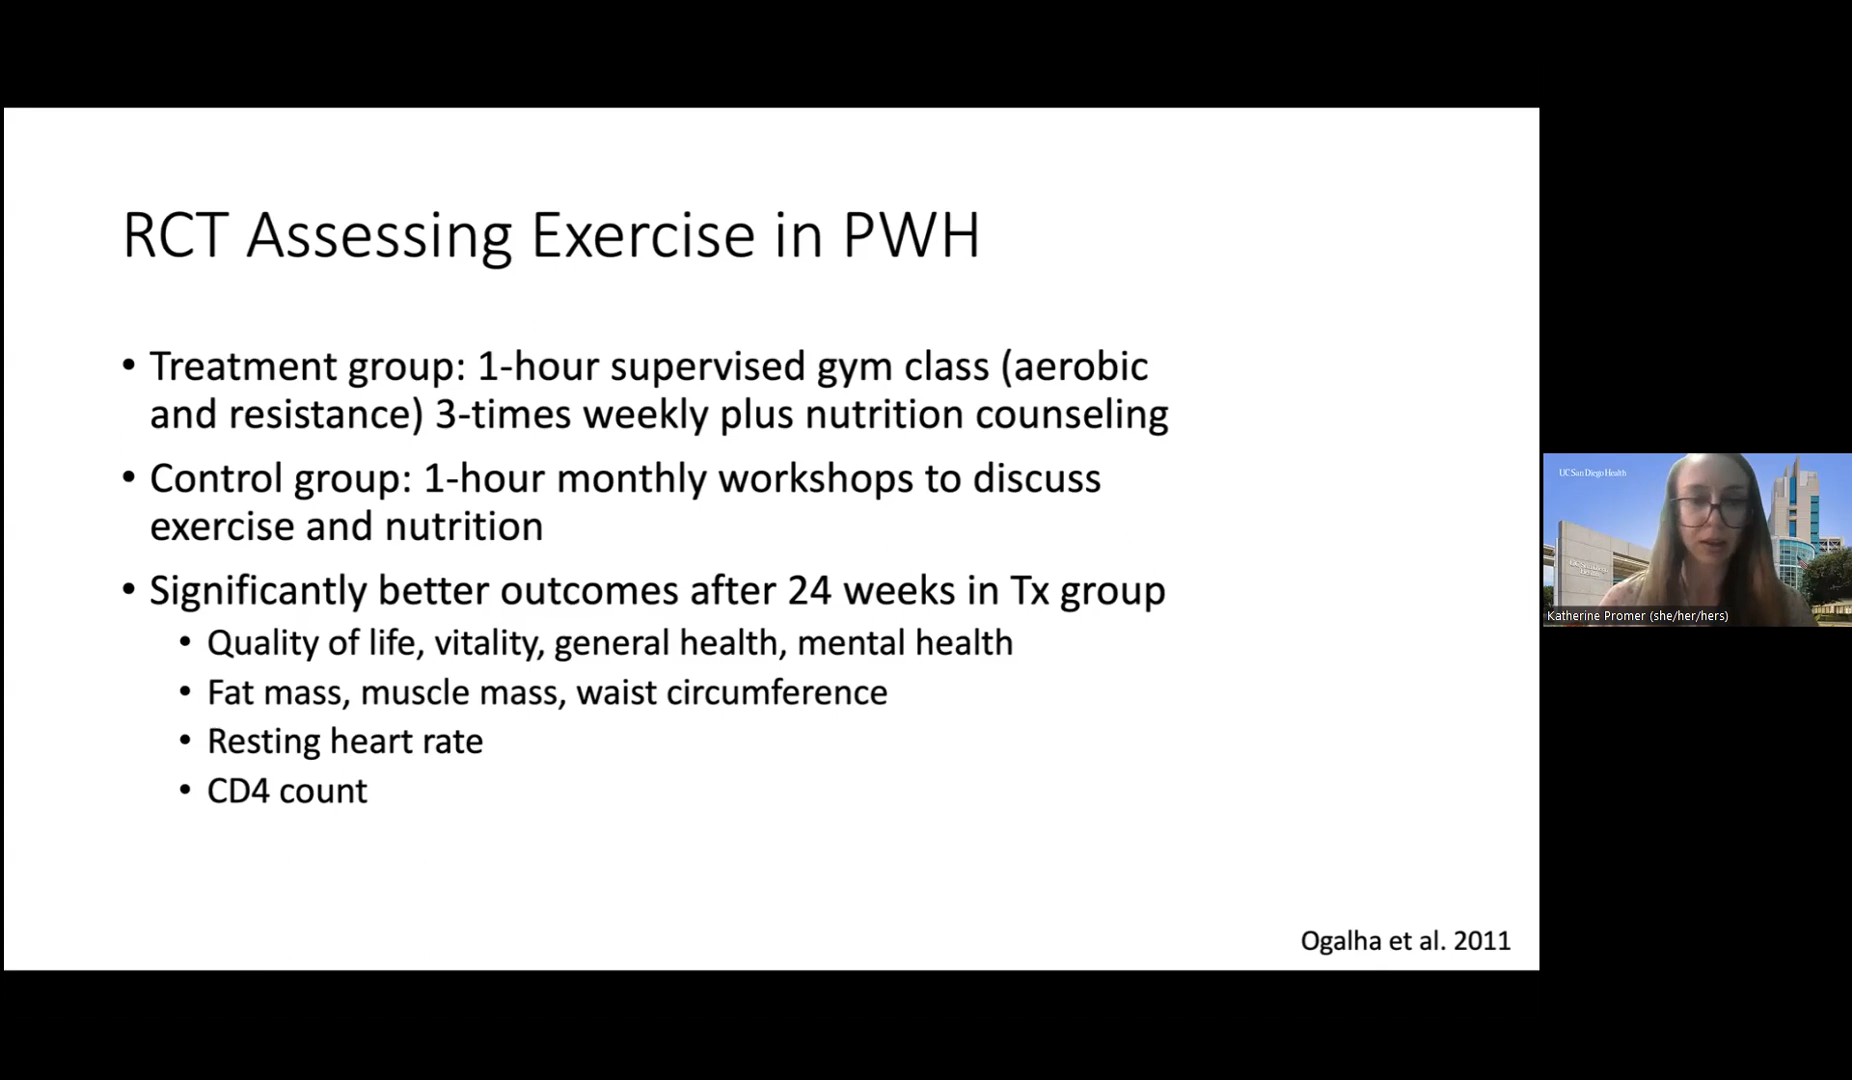 RCT Assessing Exercise in PWH
• Treatment group: 1-hour supervised gym class (aerobic
and resistance) 3-times weekly plus nutrition counseling
• Control group: 1-hour monthly workshops to discuss
exercise and nutrition
• Significantly better outcomes after 24 weeks in Tx group
• Quality of life, vitality, general health, mental health
• Fat mass, muscle mass, waist circumference
• Resting heart rate
• CD4 count
Ogalha et al. 2011
UC San Diego Health
Katherine Promer (she/her/hers)